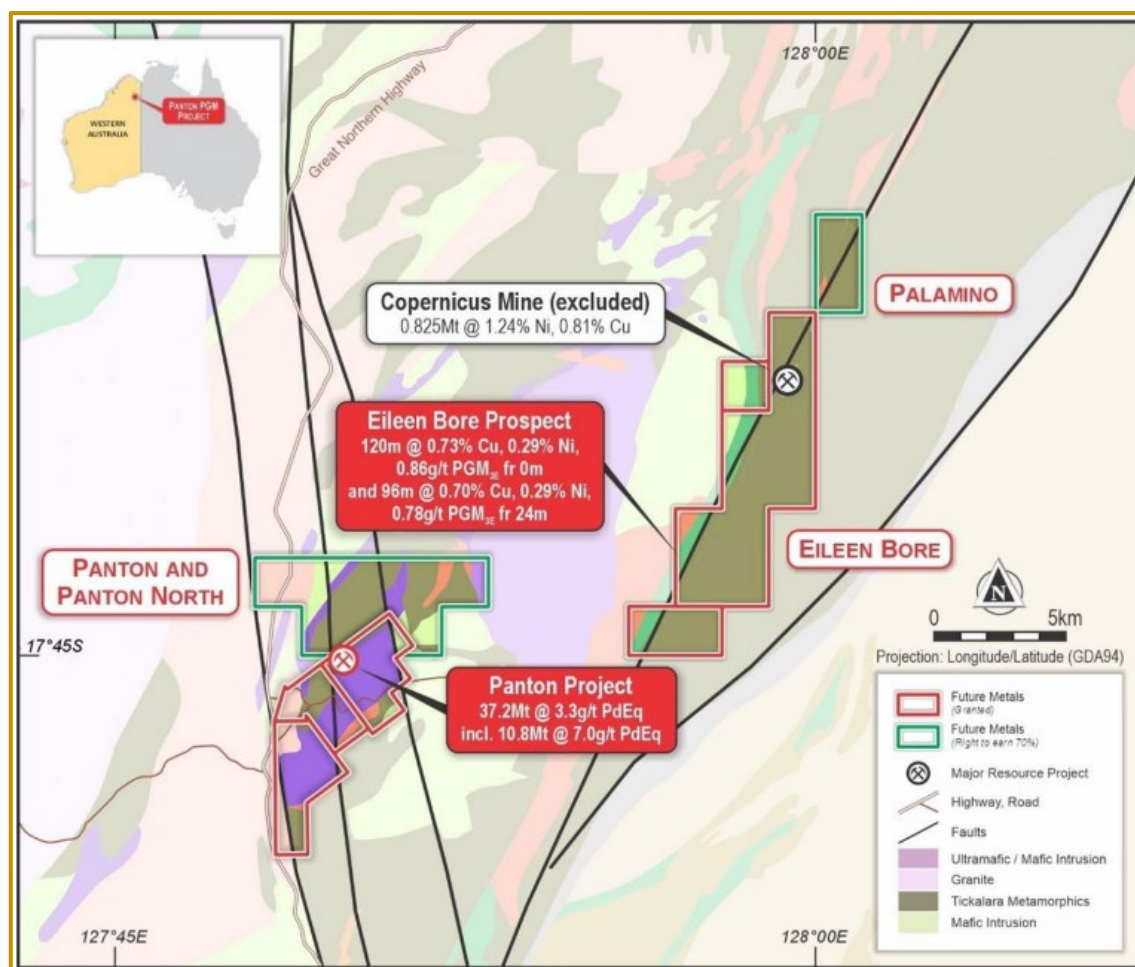 128°00'E
PANTON PGM
PROJECT
WESTERN
AUSTRALIA
Great Northern Highway
PALAMINO
Copernicus Mine (excluded)
0.825Mt @ 1.24% Ni, 0.81% Cu
Eileen Bore Prospect
120m @ 0.73% Cu, 0.29% Ni,
0.86g/t PGM3E fr 0m
and 96m @ 0.70% Cu, 0.29% Ni,
0.78g/t PGM3E fr 24m
EILEEN BORE
PANTON AND
PANTON NORTH
N
0 5km
17°45'S
Projection: Longitude/Latitude (GDA94)
Panton Project
37.2Mt @ 3.3g/t PdEq
incl. 10.8Mt @ 7.0g/t PdEq
Future Metals
(Granted)
Future Metals
(Right to earn 70%)
Major Resource Project
Highway, Road
Faults
Ultramafic / Mafic Intrusion
Granite
Tickalara Metamorphics
Mafic Intrusion
127°45'E
128°00'E